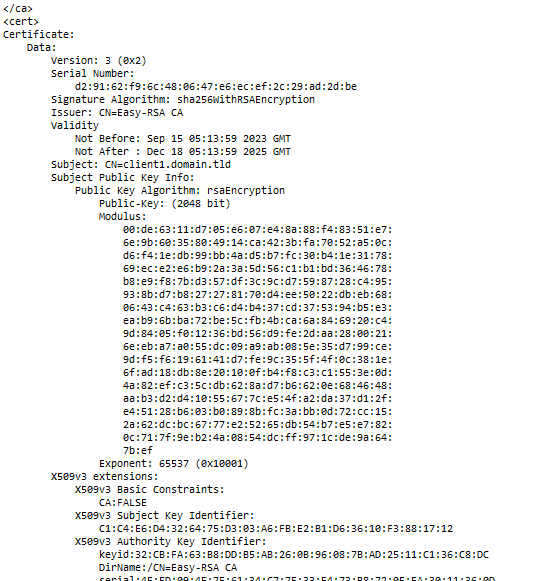 </ca>
<cert>
Certificate:
Data:
Version: 3 (0x2)
Serial Number:
d2:91:62:f9:6c:48:06:47:e6:ec:ef:2c:29:ad:2d:be
Signature Algorithm: sha256WithRSAEncryption
Issuer: CN=Easy-RSA CA
Validity
Not Before: Sep 15 05:13:59 2023 GMT
Not After : Dec 18 05:13:59 2025 GMT
Subject: CN=client1.domain.tld
Subject Public Key Info:
Public Key Algorithm: rsaEncryption
Public-Key: (2048 bit)
Modulus:
00:de:63:11:d7:05:e6:07:e4:8a:88:f4:83:51:e7:
6e:9b:60:35:80:49:14:ca:42:3b:fa:70:52:a5:0c:
d6:f4:1e:db:99:bb:4a:d5:b7:fc:30:b4:1e:31:78:
69:ec:e2:e6:b9:2a:3a:5d:56:c1:b1:bd:36:46:78:
b8:e9:f8:7b:d3:57:df:3c:9c:d7:59:87:28:c4:95:
93:8b:d7:b8:27:27:81:70:d4:ee:50:22:db:eb:68:
06:43:c4:63:b3:c6:d4:b4:37:cd:37:53:94:b5:e3:
ea:b9:6b:ba:72:be:5c:fb:4b:ca:6a:84:69:20:c4:
9d:84:05:f0:12:36:bd:56:d9:fe:2d:aa:28:00:21:
6e:eb:a7:a0:55:dc:09:a9:ab:08:5e:35:d7:99:ce:
9d:f5:f6:19:61:41:d7:fe:9c:35:5f:4f:0c:38:1e:
6f:ad:18:db:8e:20:10:0f:b4:f8:c3:c1:55:3e:0d:
4a:82:ef:c3:5c:db:62:8a:d7:b6:62:0e:68:46:48:
aa:b3:d2:d4:10:55:67:7c:e5:4f:a2:da:37:d1:2f:
e4:51:28:b6:03:b0:89:8b:fc:3a:bb:0d:72:cc:15:
2a:62:dc:bc:67:77:e2:52:65:db:54:b7:e5:e7:82:
0c:71:7f:9e:b2:4a:08:54:dc:ff:97:1c:de:9a:64:
7b:ef
Exponent: 65537 (0x10001)
X509v3 extensions:
X509v3 Basic Constraints:
CA:FALSE
X509v3 Subject Key Identifier:
C1:C4:E6:D4:32:64:75:D3:03:A6:FB:E2:B1:D6:36:10:F3:88:17:12
X509v3 Authority Key Identifier:
keyid:32:CB:FA:63:B8:DD:B5:AB:26:0B:96:08:7B:AD:25:11:C1:36:C8:DC
DirName:/CN=Easy-RSA CA